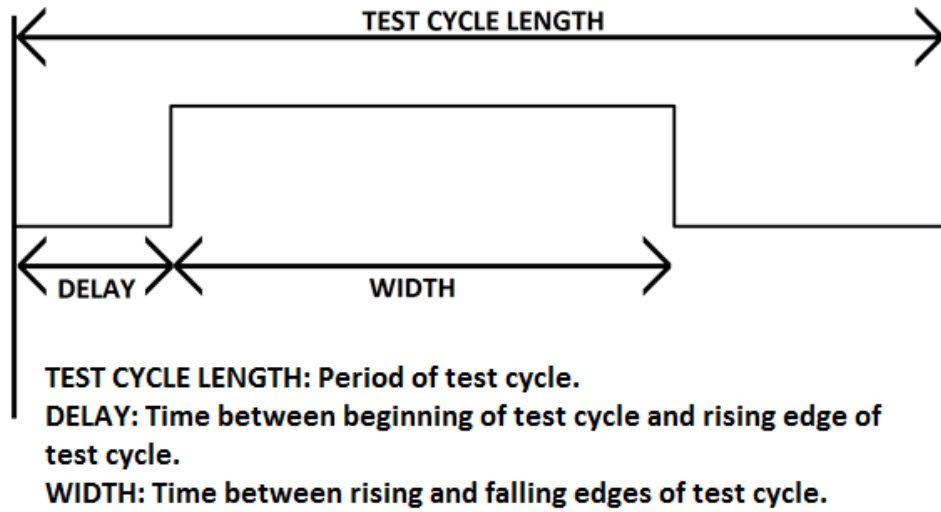 TEST CYCLE LENGTH
DELAY
WIDTH
TEST CYCLE LENGTH: Period of test cycle.
DELAY: Time between beginning of test cycle and rising edge of
test cycle.
WIDTH: Time between rising and falling edges of test cycle.